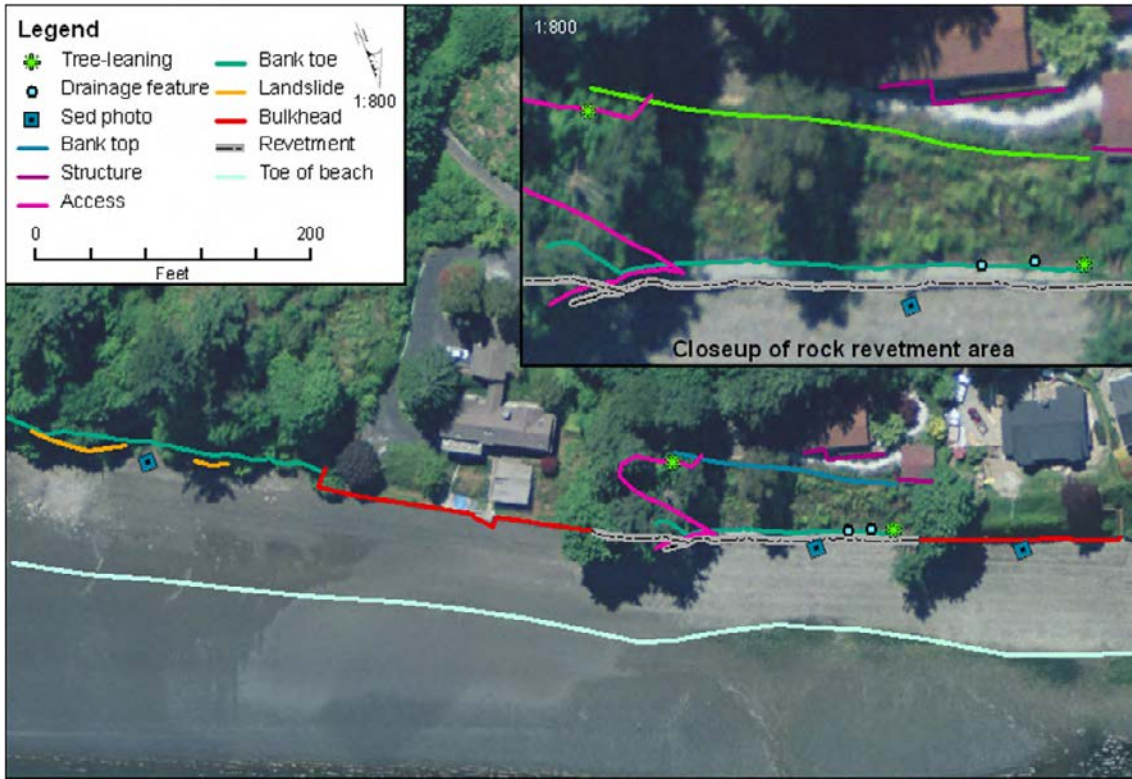 Legend
Tree-leaning
Drainage feature
Sed photo
Bank top
Structure
Access
Bank toe
Landslide
Bulkhead
Revetment
Toe of beach
1:800
0 200
Feet
1:800
Closeup of rock revetment area